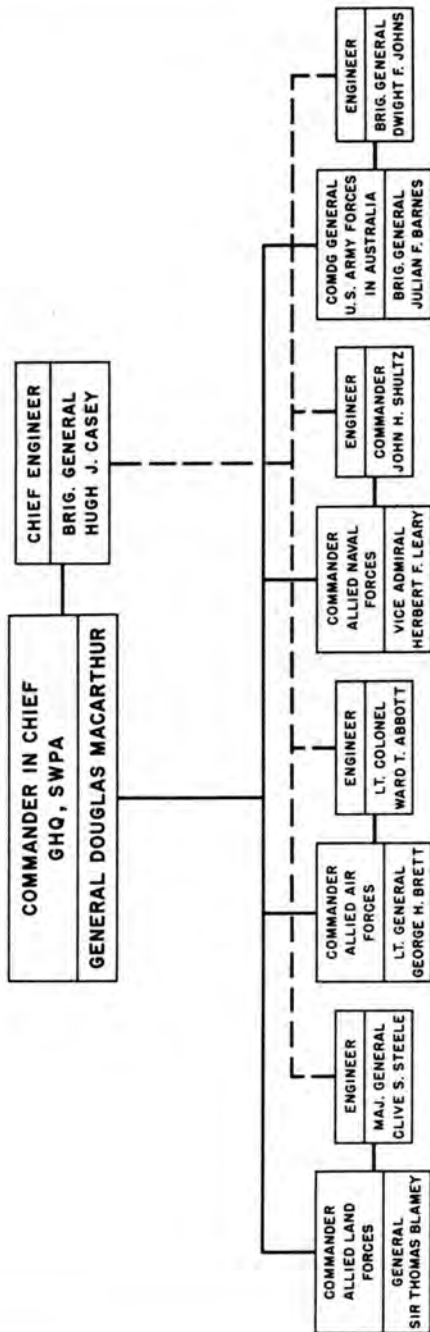 COMMANDER IN CHIEF
GHQ, SWPA
GENERAL DOUGLAS MACARTHUR
CHIEF ENGINEER
BRIG. GENERAL
HUGH J. CASEY
COMMANDER
ALLIED LAND
FORCES
GENERAL
SIR THOMAS BLAMEY
ENGINEER
MAJ. GENERAL
CLIVE S. STEELE
COMMANDER
ALLIED AIR
FORCES
LT. GENERAL
GEORGE H. BRETT
ENGINEER
LT. COLONEL
WARD T. ABBOTT
COMMANDER
ALLIED NAVAL
FORCES
VICE ADMIRAL
HERBERT F. LEARY
ENGINEER
COMMANDER
JOHN H. SHULTZ
COMDG GENERAL
U.S. ARMY FORCES
IN AUSTRALIA
BRIG. GENERAL
JULIAN F. BARNES
ENGINEER
BRIG. GENERAL
DWIGHT F. JOHNS